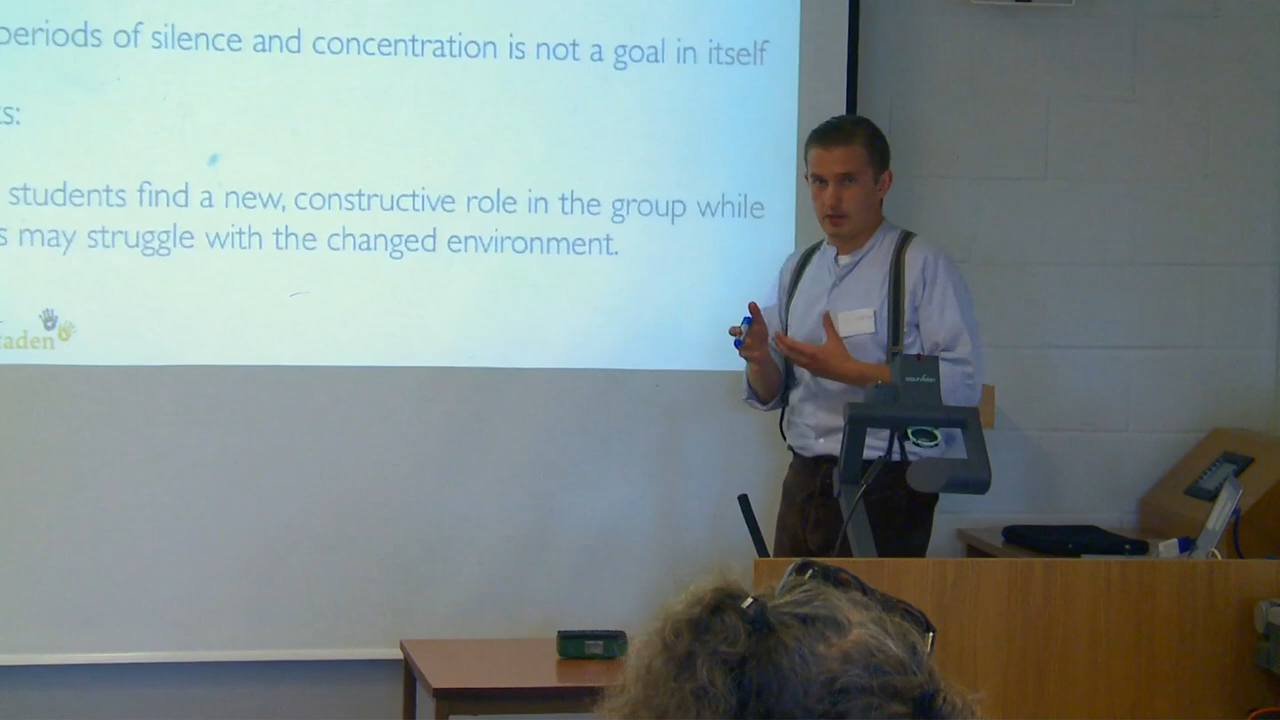 periods of silence and concentration is not a goal in itself
s:
students find a new, constructive role in the group while
s may struggle with the changed environment.
aden